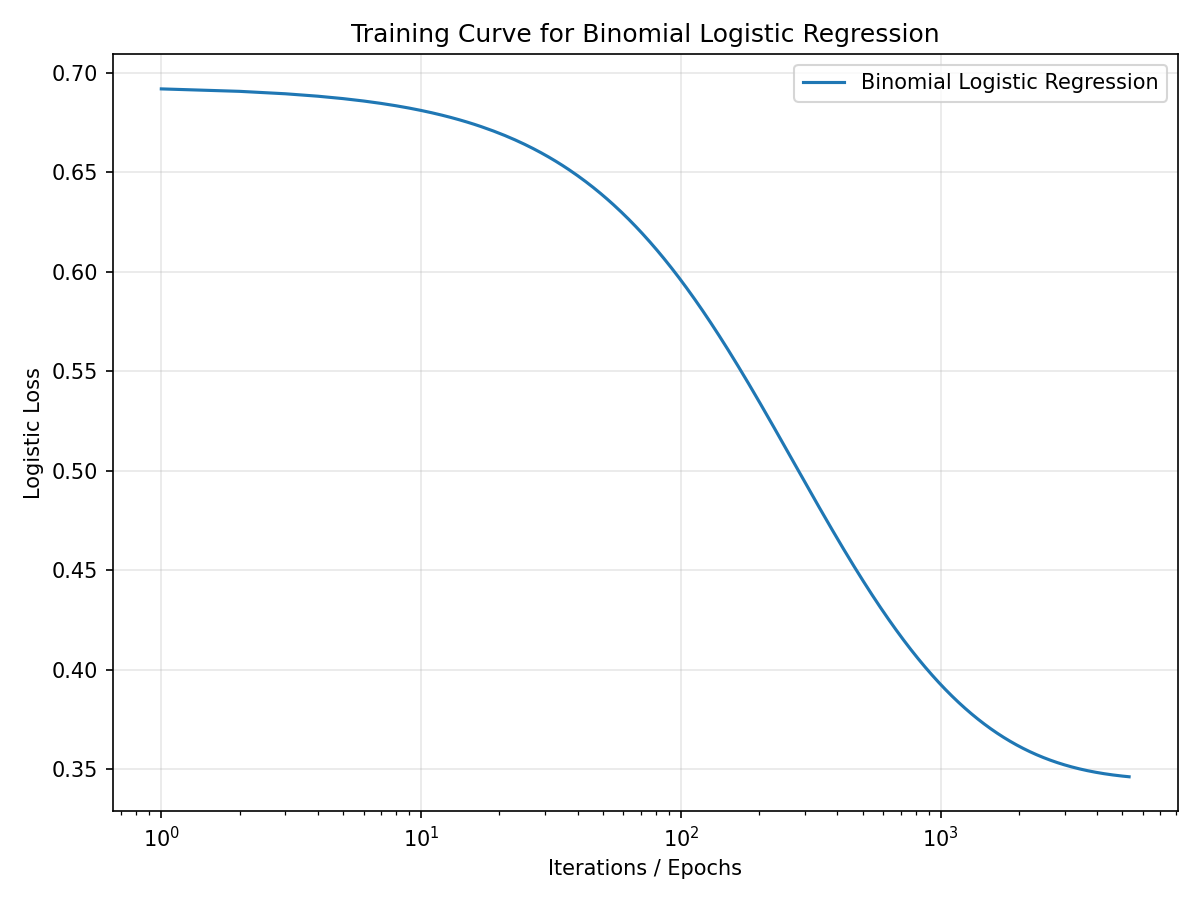 Training Curve for Binomial Logistic Regression
Binomial Logistic Regression
Logistic Loss
0.70
0.65
0.60
0.55
0.50
0.45
0.40
0.35
10⁰ 10¹ 10² 10³
Iterations / Epochs